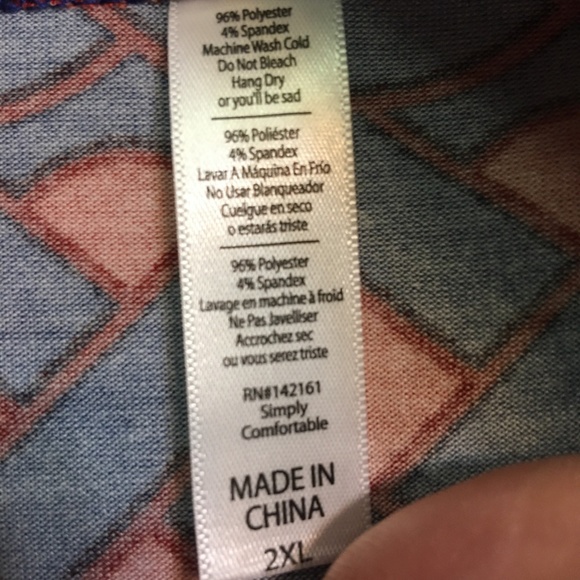 96% Polyester
4% Spandex
Machine Wash Cold
Do Not Bleach
Hang Dry
or you'll be sad
96% Poliéster
4% Spandex
Lavar A Máquina En Frío
No Usar Blanqueador
Cuelgue en seco
o estarás triste
96% Polyester
4% Spandex
Lavage en machine à froid
Ne Pas Javelliser
Accrochez sec
ou vous serez triste
RN#142161
Simply
Comfortable
MADE IN
CHINA
2XL